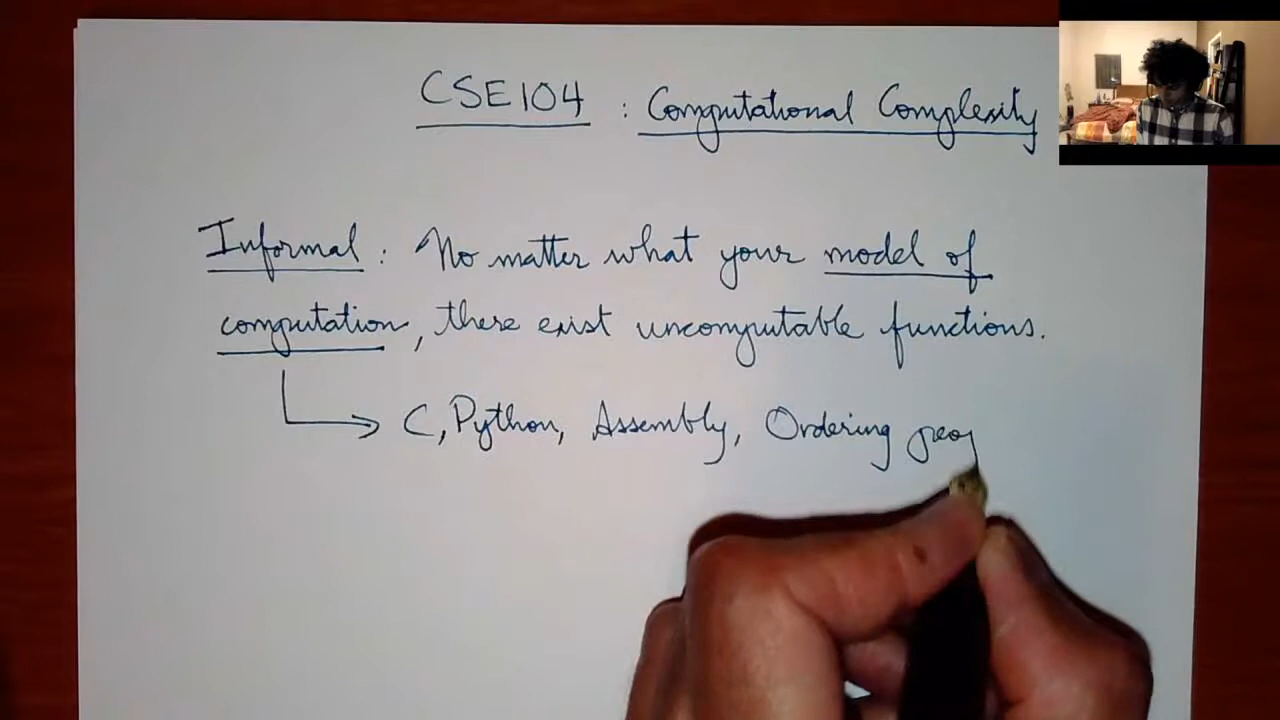 CSE104 : Computational Complexity
Informal : No matter what your model of
computation, there exist uncomputable functions.
C, Python, Assembly, Ordering